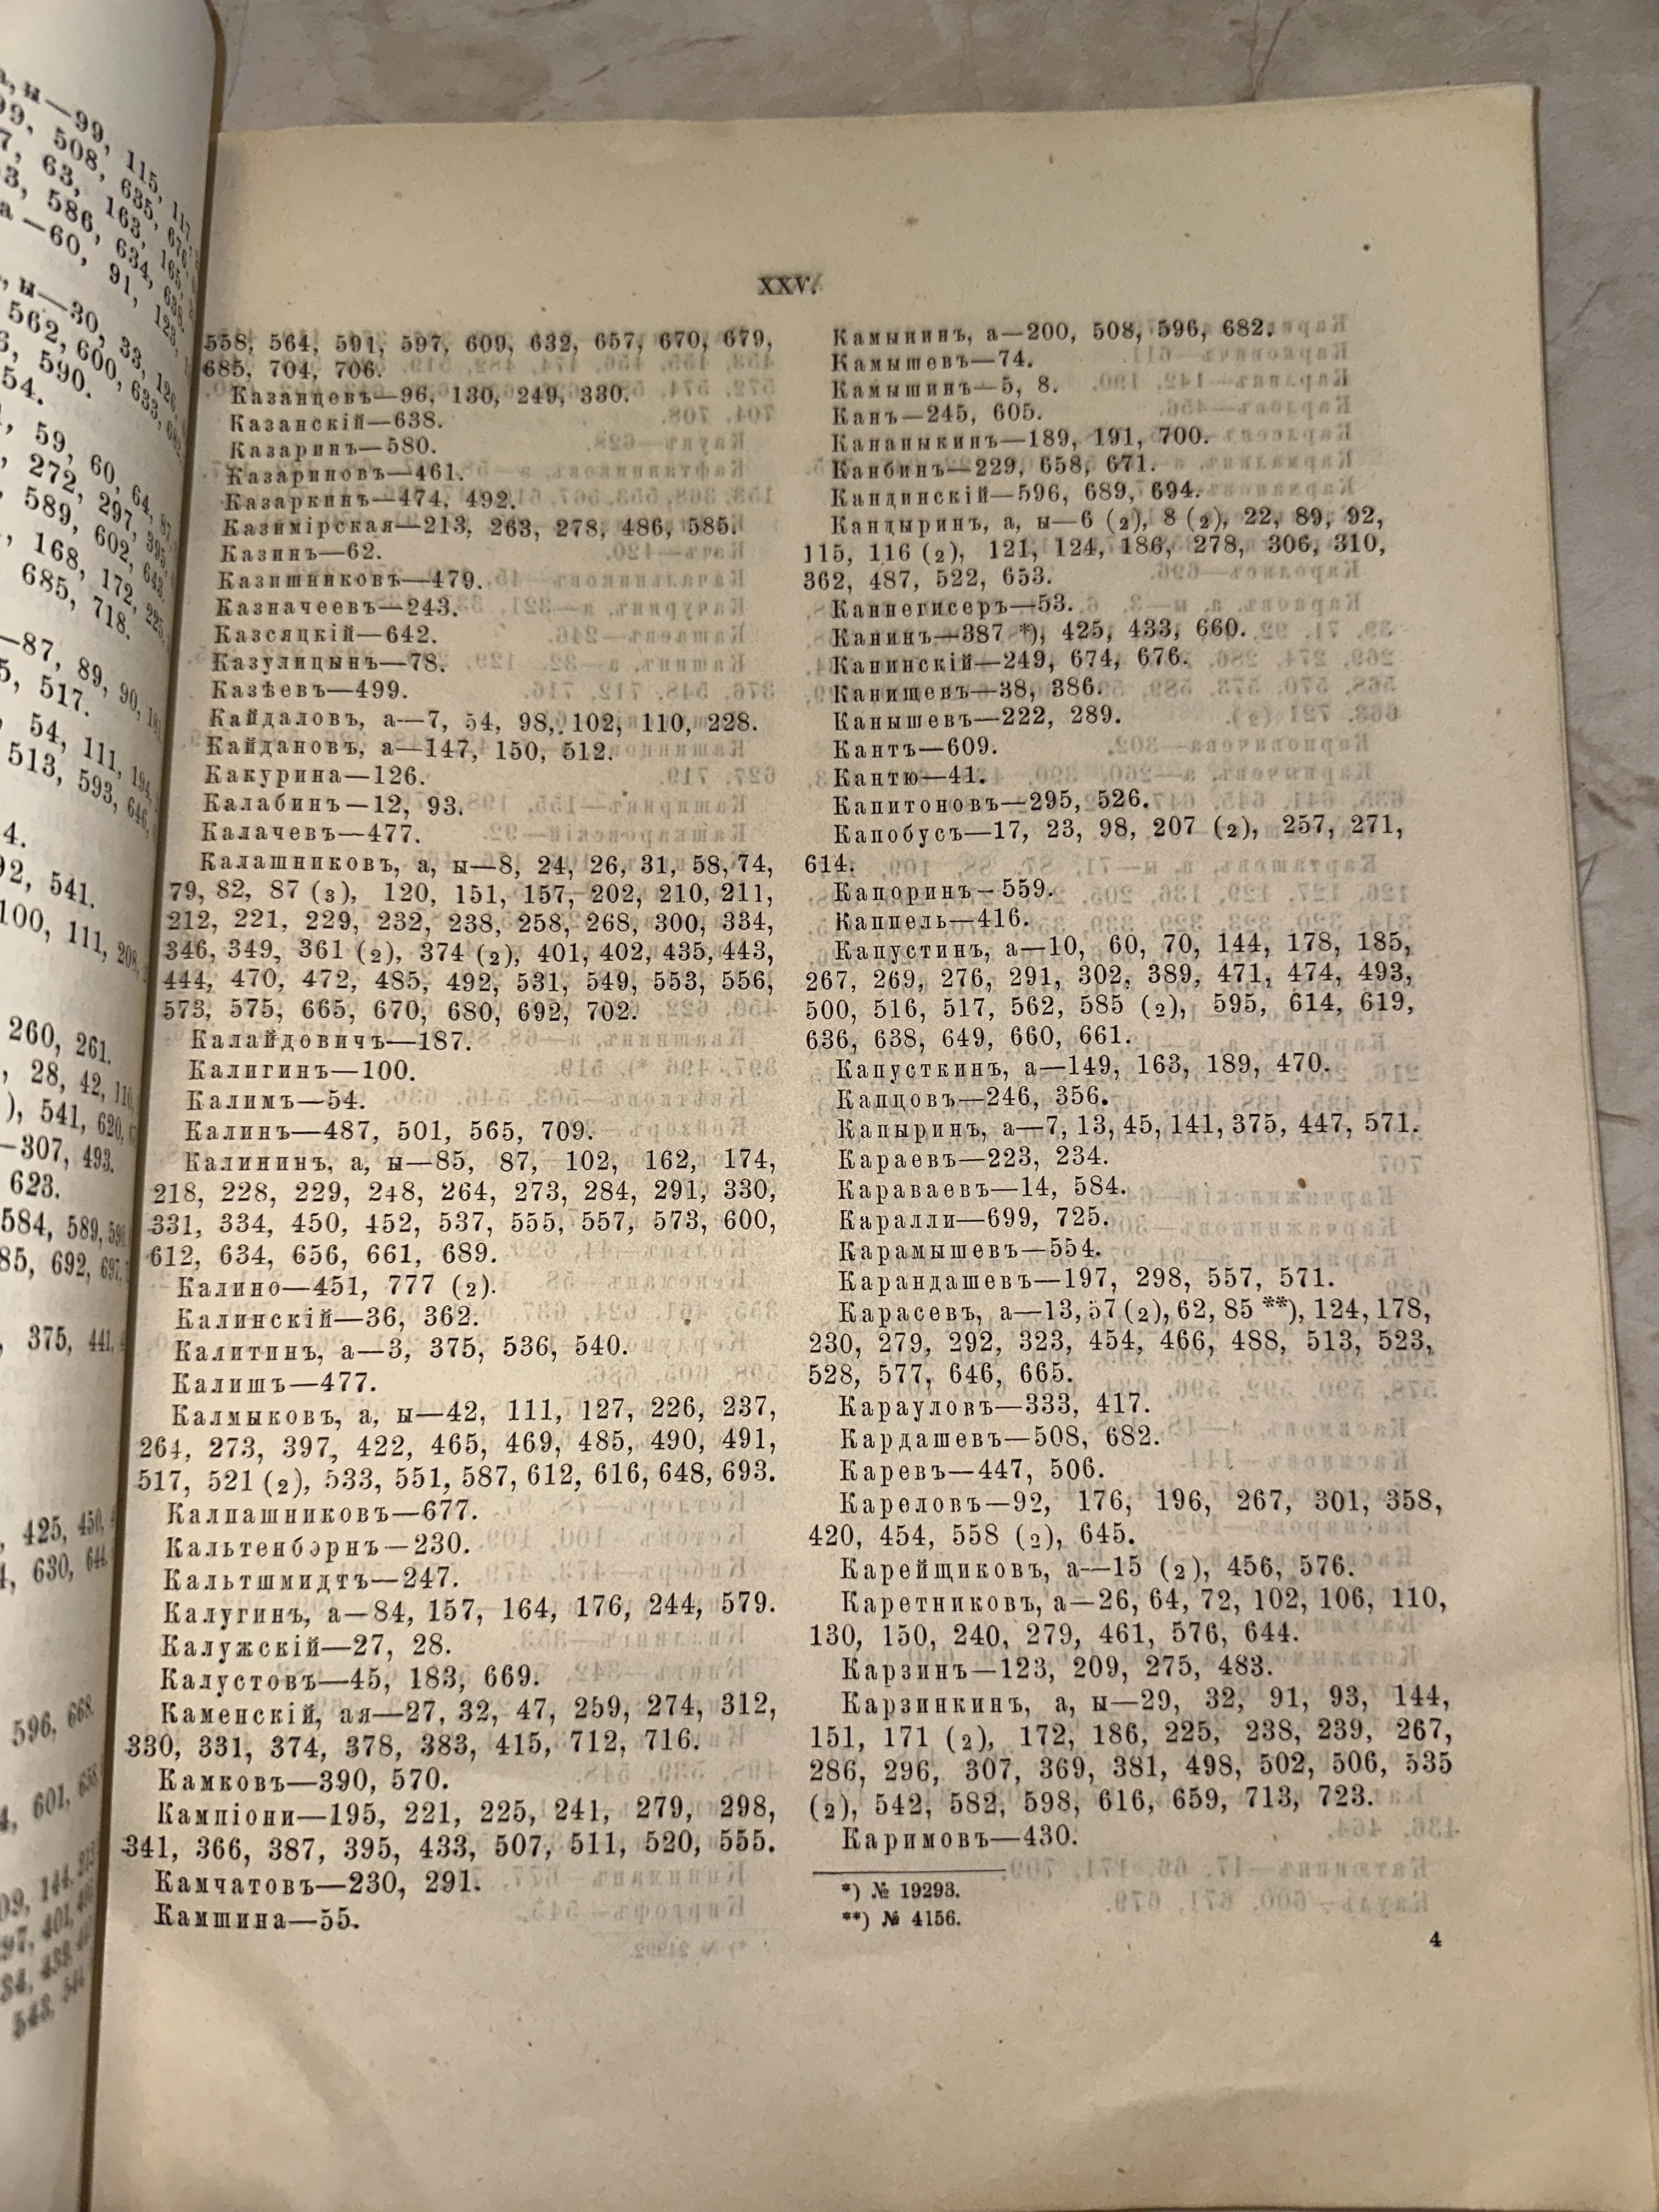 XXV.
558, 564, 591, 597, 609, 632, 657, 670, 679,
685, 704, 706.
Казанцевъ—96, 130, 249, 330.
Казанскій—638.
Казаринъ—580.
Казариновъ—461.
Казаркинъ—474, 492.
Казимірская—213, 263, 278, 486, 585.
Казинъ—62.
Казишниковъ—479.
Казначеевъ—243.
Казсяцкій—642.
Казулицынъ—78.
Казѣевъ—499.
Кайдаловъ, а—7, 54, 98, 102, 110, 228.
Кайдановъ, а—147, 150, 512.
Какурина—126.
Калабинъ—12, 93.
Калачевъ—477.
Калашниковъ, а, ы—8, 24, 26, 31, 58, 74,
79, 82, 87 (3), 120, 151, 157, 202, 210, 211,
212, 221, 229, 232, 238, 258, 268, 300, 334,
346, 349, 361 (2), 374 (2), 401, 402, 435, 443,
444, 470, 472, 485, 492, 531, 549, 553, 556,
573, 575, 665, 670, 680, 692, 702.
Калайдовичъ—187.
Калигинъ—100.
Калимъ—54.
Калинъ—487, 501, 565, 709.
Калининъ, а, ы—85, 87, 102, 162, 174,
218, 228, 229, 248, 264, 273, 284, 291, 330,
331, 334, 450, 452, 537, 555, 557, 573, 600,
612, 634, 656, 661, 689.
Калино—451, 777 (2).
Калинскій—36, 362.
Калитинъ, а—3, 375, 536, 540.
Калишъ—477.
Калмыковъ, а, ы—42, 111, 127, 226, 237,
264, 273, 397, 422, 465, 469, 485, 490, 491,
517, 521 (2), 533, 551, 587, 612, 616, 648, 693.
Калпашниковъ—677.
Кальтенбэрнъ—230.
Кальтшмидтъ—247.
Калугинъ, а—84, 157, 164, 176, 244, 579.
Калужскій—27, 28.
Калустовъ—45, 183, 669.
Каменскій, ая—27, 32, 47, 259, 274, 312,
330, 331, 374, 378, 383, 415, 712, 716.
Камковъ—390, 570.
Кампіони—195, 221, 225, 241, 279, 298,
341, 366, 387, 395, 433, 507, 511, 520, 555.
Камчатовъ—230, 291.
Камшина—55.
Камынинъ, а—200, 508, 596, 682.
Камышевъ—74.
Камышинъ—5, 8.
Канъ—245, 605.
Кананыкинъ—189, 191, 700.
Канбинъ—229, 658, 671.
Кандинскій—596, 689, 694.
Кандыринъ, а, ы—6 (2), 8 (2), 22, 89, 92,
115, 116 (2), 121, 124, 186, 278, 306, 310,
362, 487, 522, 653.
Каннегисеръ—53.
Канинъ—387 *), 425, 433, 660.
Канинскій—249, 674, 676.
Канищевъ—38, 386.
Канышевъ—222, 289.
Кантъ—609.
Кантю—41.
Капитоновъ—295, 526.
Капобусъ—17, 23, 98, 207 (2), 257, 271,
614.
Капоринъ—559.
Каппель—416.
Капустинъ, а—10, 60, 70, 144, 178, 185,
267, 269, 276, 291, 302, 389, 471, 474, 493,
500, 516, 517, 562, 585 (2), 595, 614, 619,
636, 638, 649, 660, 661.
Капусткинъ, а—149, 163, 189, 470.
Капцовъ—246, 356.
Капыринъ, а—7, 13, 45, 141, 375, 447, 571.
Караевъ—223, 234.
Караваевъ—14, 584.
Каралли—699, 725.
Карамышевъ—554.
Карандашевъ—197, 298, 557, 571.
Карасевъ, а—13, 57 (2), 62, 85 **), 124, 178,
230, 279, 292, 323, 454, 466, 488, 513, 523,
528, 577, 646, 665.
Карауловъ—333, 417.
Кардашевъ—508, 682.
Каревъ—447, 506.
Кареловъ—92, 176, 196, 267, 301, 358,
420, 454, 558 (2), 645.
Карейщиковъ, а—15 (2), 456, 576.
Каретниковъ, а—26, 64, 72, 102, 106, 110,
130, 150, 240, 279, 461, 576, 644.
Карзинъ—123, 209, 275, 483.
Карзинкинъ, а, ы—29, 32, 91, 93, 144,
151, 171 (2), 172, 186, 225, 238, 239, 267,
286, 296, 307, 369, 381, 498, 502, 506, 535
(2), 542, 582, 598, 616, 659, 713, 723.
Каримовъ—430.
*) № 19293.
**) № 4156.
4